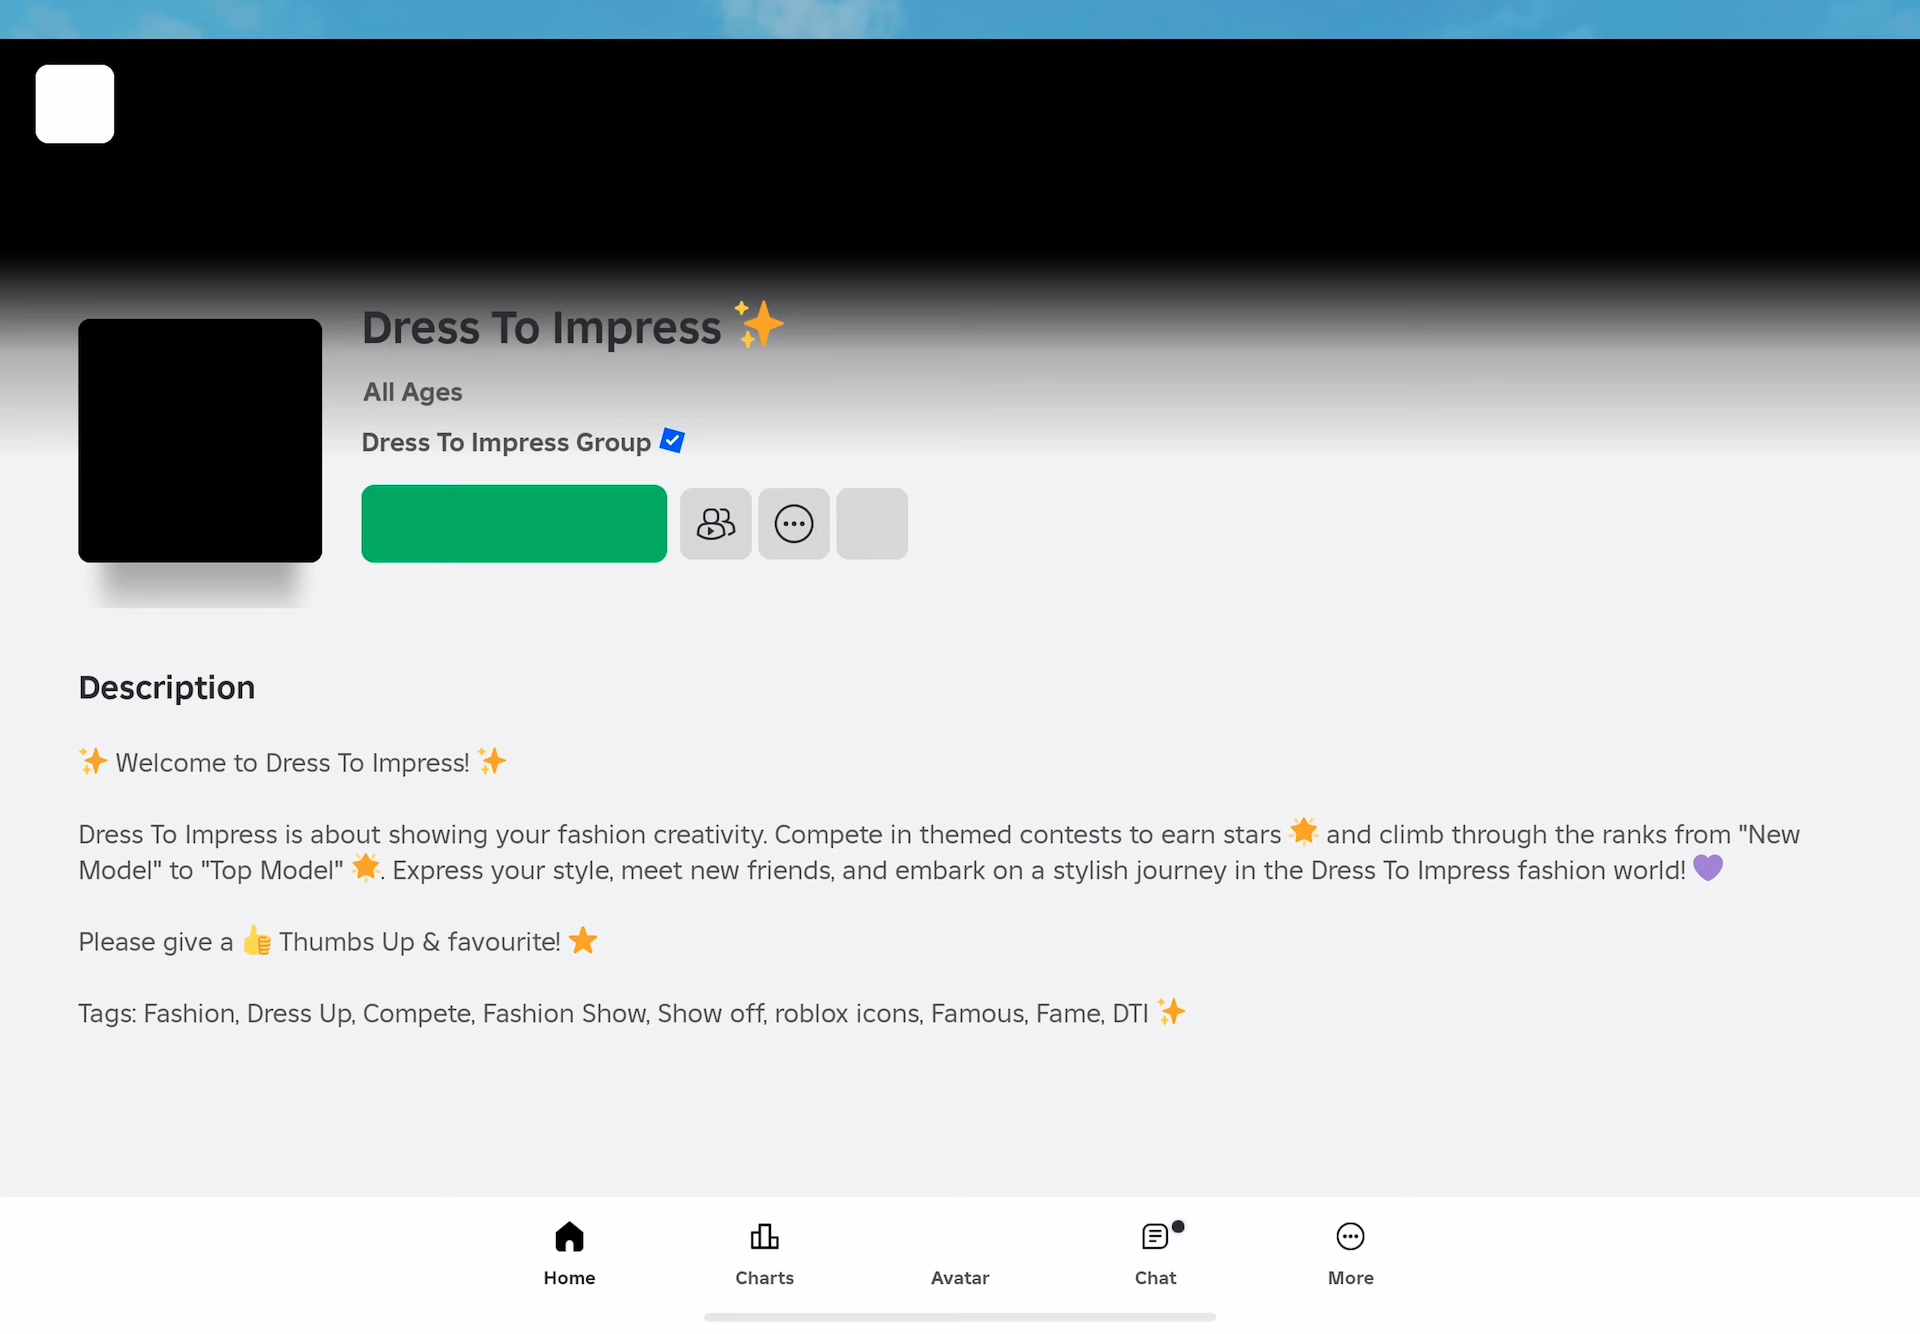 Dress To Impress ✨
All Ages
Dress To Impress Group
Description
✨ Welcome to Dress To Impress! ✨
Dress To Impress is about showing your fashion creativity. Compete in themed contests to earn stars 🌟 and climb through the ranks from "New
Model" to "Top Model" 🌟. Express your style, meet new friends, and embark on a stylish journey in the Dress To Impress fashion world! 💜
Please give a 👍 Thumbs Up & favourite! ⭐
Tags: Fashion, Dress Up, Compete, Fashion Show, Show off, roblox icons, Famous, Fame, DTI ✨
Home
Charts
Avatar
Chat
More